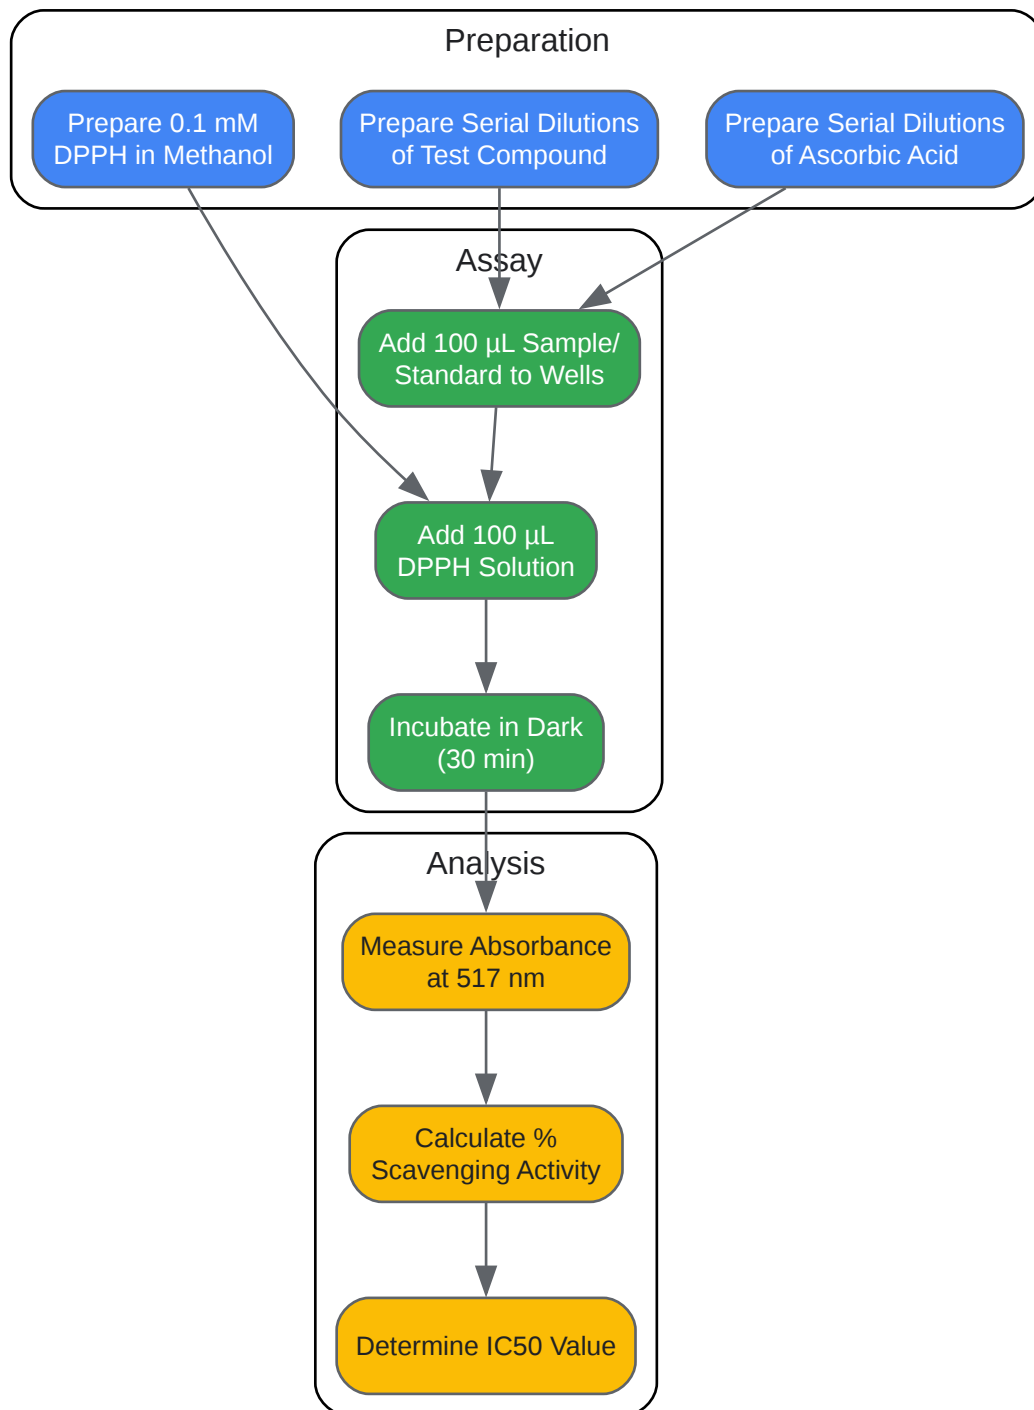 Preparation
Prepare 0.1 mM
DPPH in Methanol
Prepare Serial Dilutions
of Test Compound
Prepare Serial Dilutions
of Ascorbic Acid
Assay
Add 100 µL Sample/
Standard to Wells
Add 100 µL
DPPH Solution
Incubate in Dark
(30 min)
Analysis
Measure Absorbance
at 517 nm
Calculate %
Scavenging Activity
Determine IC50 Value